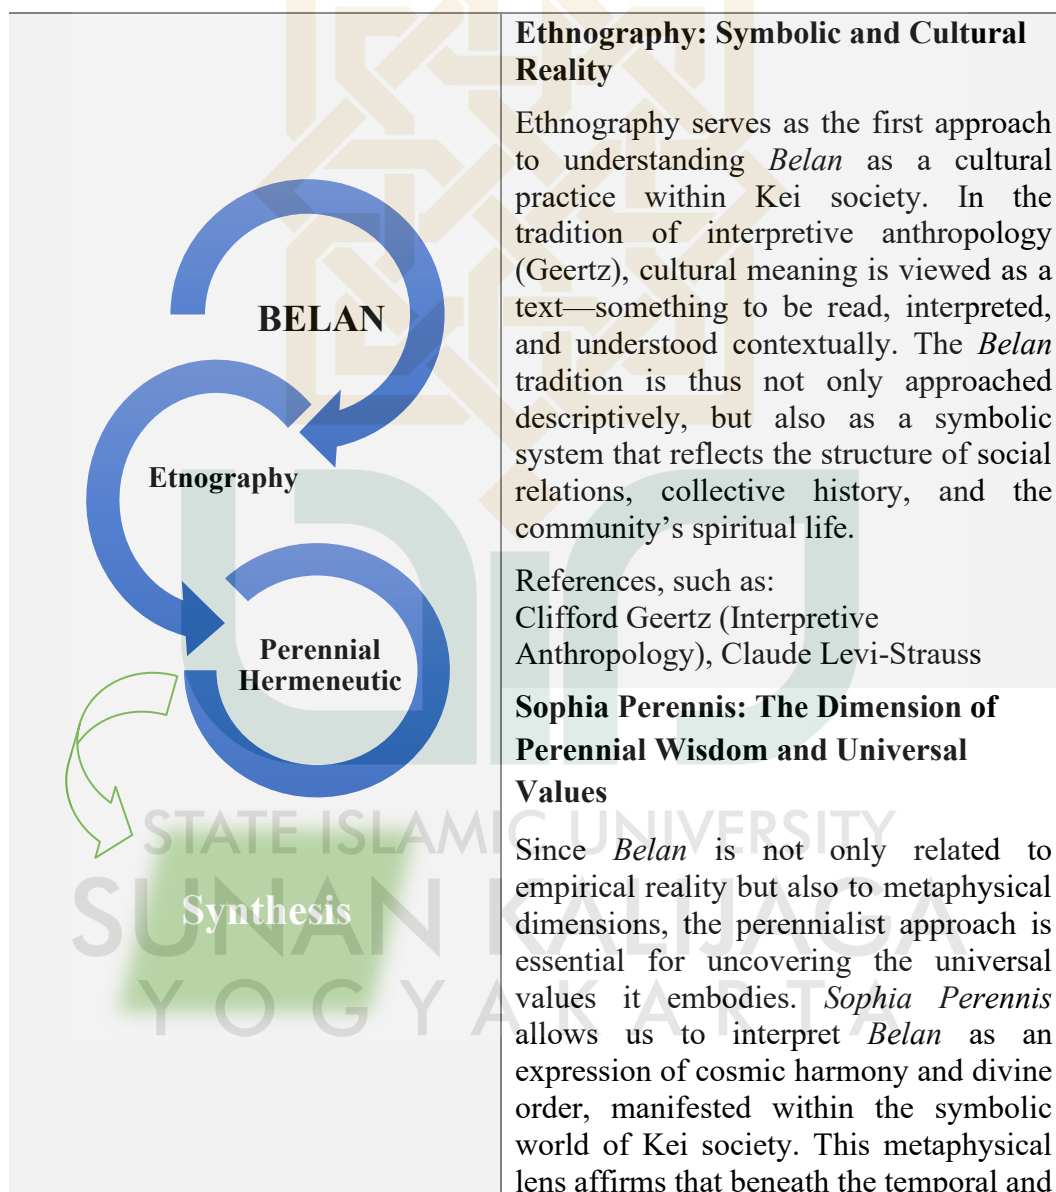 BELAN
Etnography
Perennial
Hermeneutic
Synthesis
Ethnography: Symbolic and Cultural
Reality
Ethnography serves as the first approach
to understanding Belan as a cultural
practice within Kei society. In the
tradition of interpretive anthropology
(Geertz), cultural meaning is viewed as a
text—something to be read, interpreted,
and understood contextually. The Belan
tradition is thus not only approached
descriptively, but also as a symbolic
system that reflects the structure of social
relations, collective history, and the
community’s spiritual life.
References, such as:
Clifford Geertz (Interpretive
Anthropology), Claude Levi-Strauss
Sophia Perennis: The Dimension of
Perennial Wisdom and Universal
Values
Since Belan is not only related to
empirical reality but also to metaphysical
dimensions, the perennialist approach is
essential for uncovering the universal
values it embodies. Sophia Perennis
allows us to interpret Belan as an
expression of cosmic harmony and divine
order, manifested within the symbolic
world of Kei society. This metaphysical
lens affirms that beneath the temporal and
STATE ISLAMIC UNIVERSITY
SUNAN KALIJAGA
YOGYAKARTA